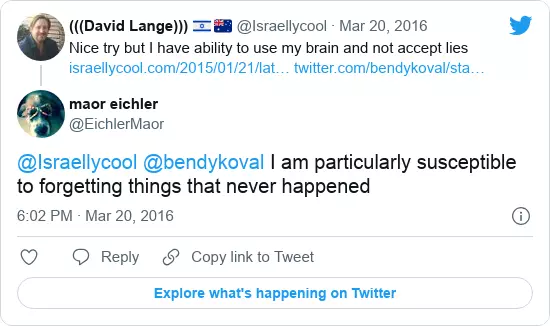 (((David Lange))) 🇮🇱🇦🇺 @Israellycool · Mar 20, 2016
Nice try but I have ability to use my brain and not accept lies
israellycool.com/2015/01/21/lat… twitter.com/bendykoval/sta…
maor eichler
@EichlerMaor
@Israellycool @bendykoval I am particularly susceptible
to forgetting things that never happened
6:02 PM · Mar 20, 2016
Reply
Copy link to Tweet
Explore what's happening on Twitter